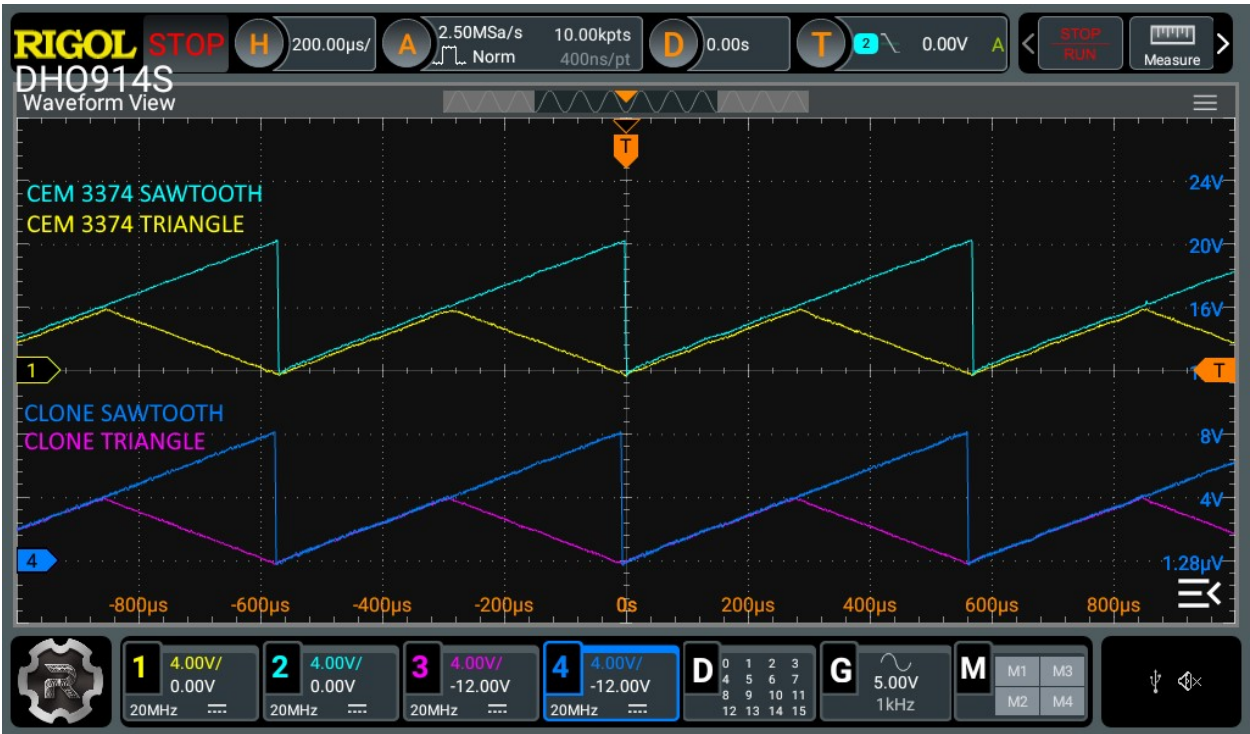 RIGOL STOP H 200.00µs/ A 2.50MSa/s 10.00kpts D 0.00s T 2 0.00V A STOP RUN Measure
Norm 400ns/pt
DHO914S
Waveform View
T
24V
CEM 3374 SAWTOOTH
CEM 3374 TRIANGLE
20V
16V
1 T
CLONE SAWTOOTH
CLONE TRIANGLE
8V
4V
4 1.28µV
-800µs -600µs -400µs -200µs 0s 200µs 400µs 600µs 800µs
R
1 4.00V/ 0.00V 20MHz
2 4.00V/ 0.00V 20MHz
3 4.00V/ -12.00V 20MHz
4 4.00V/ -12.00V 20MHz
D 0 1 2 3
4 5 6 7
8 9 10 11
12 13 14 15
G 5.00V 1kHz
M M1 M3
M2 M4